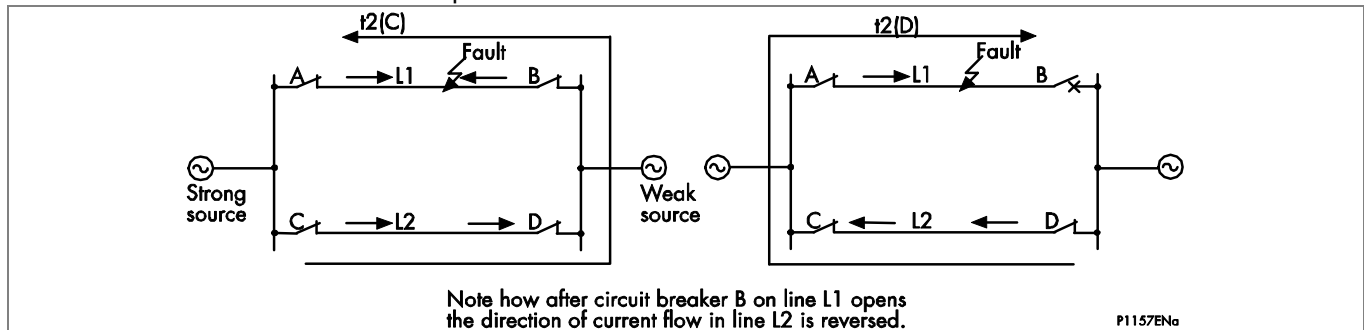 t2(C)
t2(D)
Fault
Fault
A L1 B
A L1 B
Strong
source
Weak
source
C L2 D
C L2 D
Note how after circuit breaker B on line L1 opens
the direction of current flow in line L2 is reversed.
P1157ENa